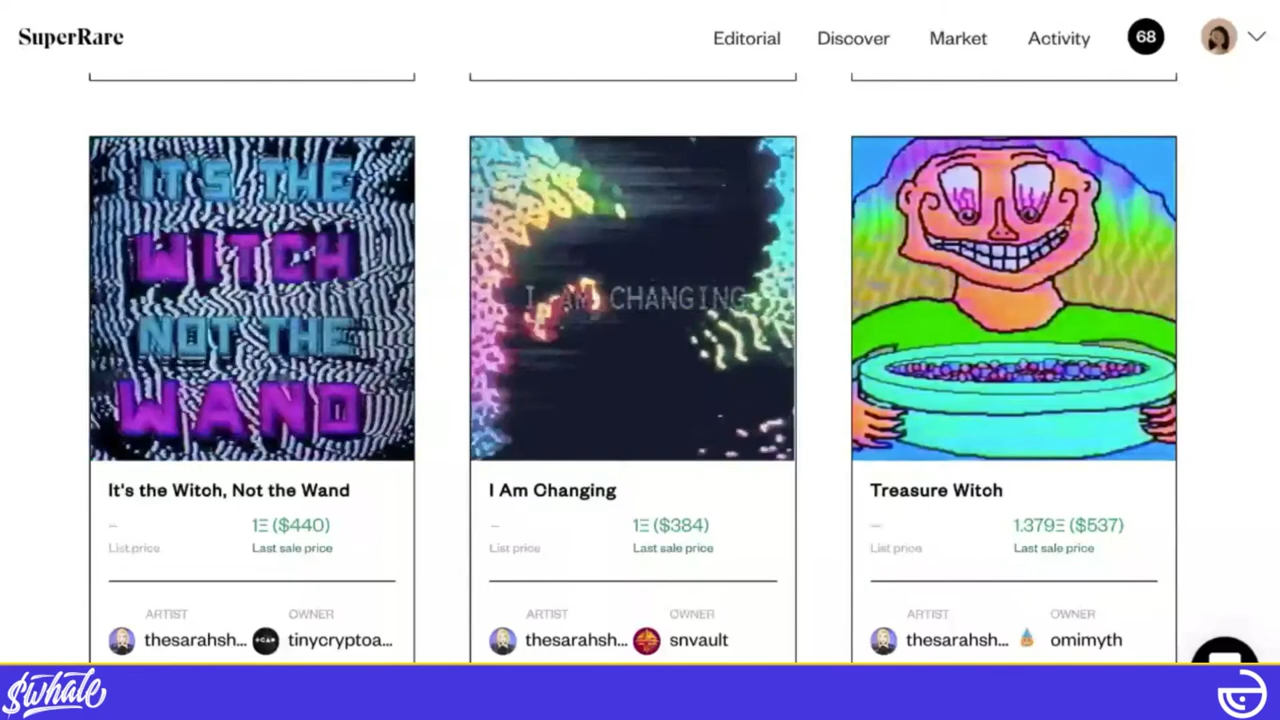 SuperRare Editorial Discover Market Activity 68
IT'S THE
WITCH
NOT THE
WAND
I AM CHANGING
It's the Witch, Not the Wand I Am Changing Treasure Witch
– 1Ξ ($440) – 1Ξ ($384) – 1.379Ξ ($537)
List price Last sale price List price Last sale price List price Last sale price
ARTIST OWNER ARTIST OWNER ARTIST OWNER
thesarahsh... tinycryptoa... thesarahsh... snvault thesarahsh... omimyth
$whale